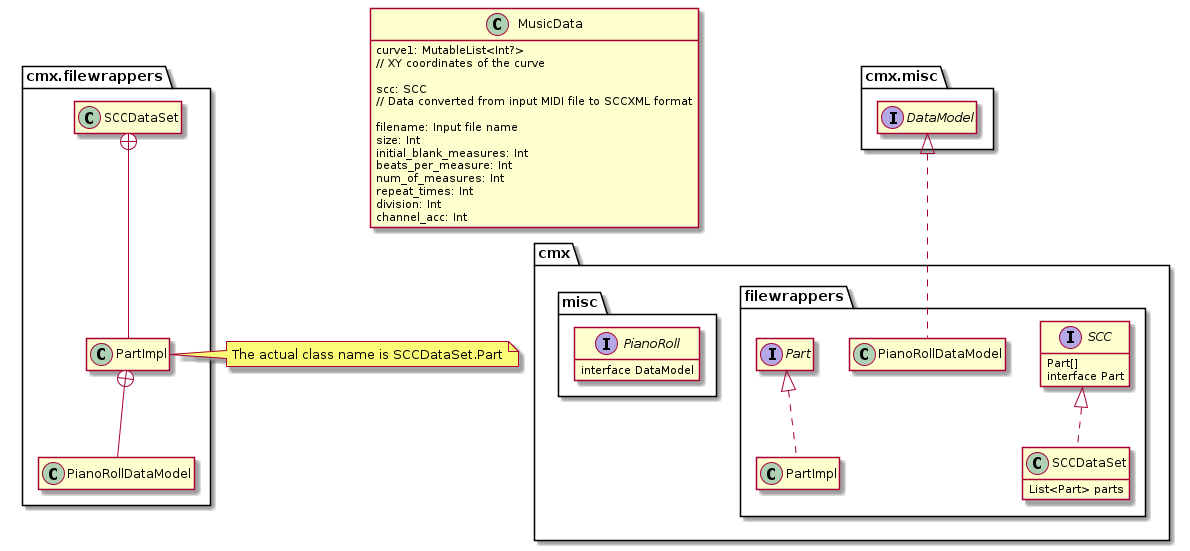 C MusicData
curve1: MutableList<Int?>
// XY coordinates of the curve
scc: SCC
// Data converted from input MIDI file to SCCXML format
filename: Input file name
size: Int
initial_blank_measures: Int
beats_per_measure: Int
num_of_measures: Int
repeat_times: Int
division: Int
channel_acc: Int
cmx.filewrappers
C SCCDataSet
C PartImpl
The actual class name is SCCDataSet.Part
C PianoRollDataModel
cmx.misc
I DataModel
cmx
misc
I PianoRoll
interface DataModel
filewrappers
I Part
C PianoRollDataModel
I SCC
Part[]
interface Part
C PartImpl
C SCCDataSet
List<Part> parts